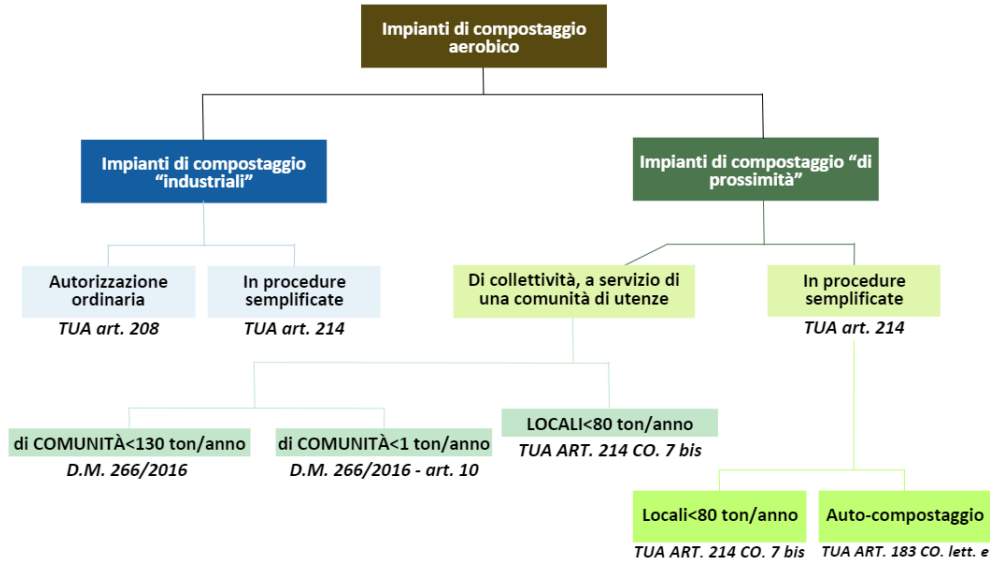 Impianti di compostaggio
aerobico
Impianti di compostaggio
“industriali”
Impianti di compostaggio “di
prossimità”
Autorizzazione
ordinaria
TUA art. 208
In procedure
semplificate
TUA art. 214
Di collettività, a servizio di
una comunità di utenze
In procedure
semplificate
TUA art. 214
di COMUNITÀ<130 ton/anno
D.M. 266/2016
di COMUNITÀ<1 ton/anno
D.M. 266/2016 - art. 10
LOCALI<80 ton/anno
TUA ART. 214 CO. 7 bis
Locali<80 ton/anno
TUA ART. 214 CO. 7 bis
Auto-compostaggio
TUA ART. 183 CO. lett. e